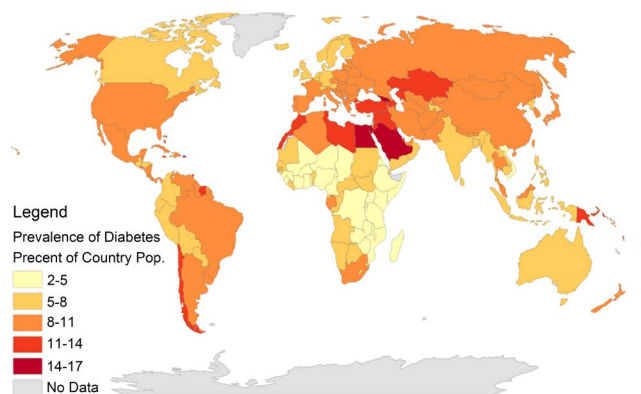 Legend
Prevalence of Diabetes
Precent of Country Pop.
2-5
5-8
8-11
11-14
14-17
No Data